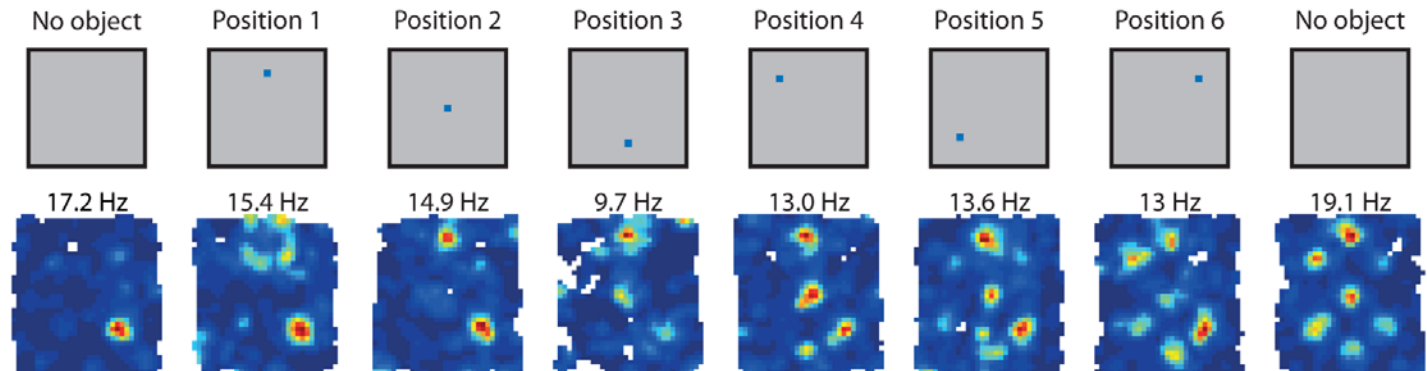 No object Position 1 Position 2 Position 3 Position 4 Position 5 Position 6 No object
17.2 Hz 15.4 Hz 14.9 Hz 9.7 Hz 13.0 Hz 13.6 Hz 13 Hz 19.1 Hz